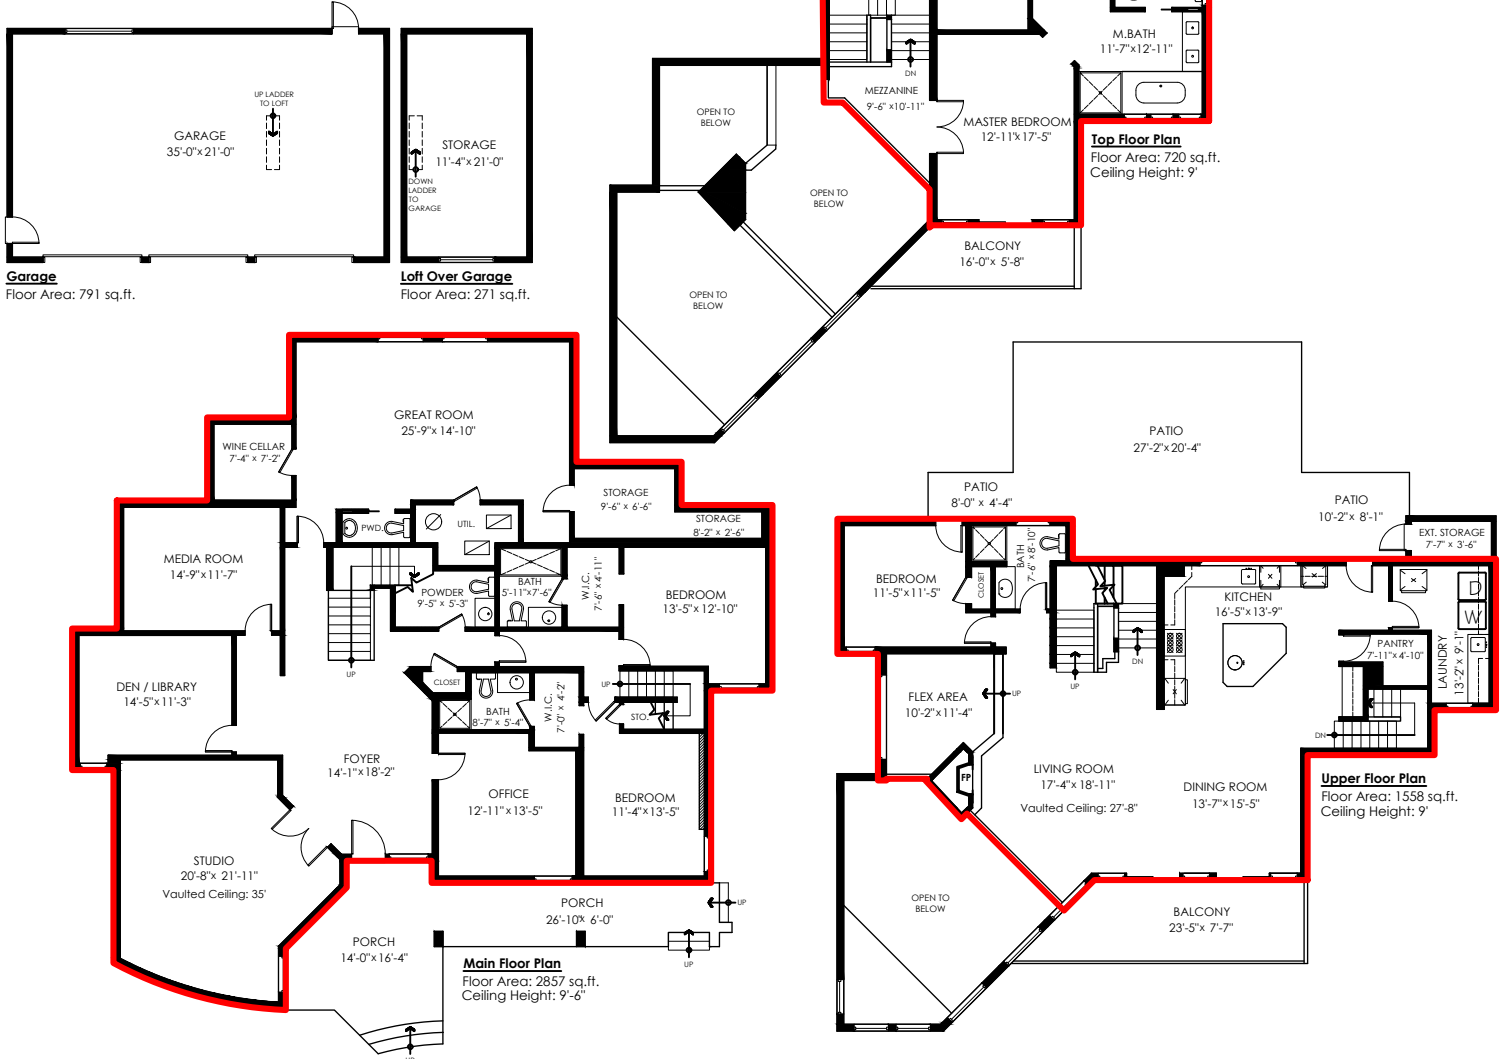 UP LADDER
TO LOFT
GARAGE
35'-0"x 21'-0"
Garage
Floor Area: 791 sq.ft.
STORAGE
11'-4"x 21'-0"
DOWN
LADDER
TO
GARAGE
Loft Over Garage
Floor Area: 271 sq.ft.
M.BATH
11'-7"x12'-11"
DN
MEZZANINE
9'-6" x10'-11"
OPEN TO
BELOW
MASTER BEDROOM
12'-11"x 17'-5"
Top Floor Plan
Floor Area: 720 sq.ft.
Ceiling Height: 9'
OPEN TO
BELOW
BALCONY
16'-0"x 5'-8"
OPEN TO
BELOW
GREAT ROOM
25'-9"x 14'-10"
WINE CELLAR
7'-4" x 7'-2"
STORAGE
9'-6" x 6'-6"
STORAGE
8'-2" x 2'-6"
PWD.
UTIL.
MEDIA ROOM
14'-9"x 11'-7"
POWDER
9'-5" x 5'-3"
BATH
5'-11"x7'-6"
W.I.C.
7'-6" x 4'-11"
BEDROOM
13'-5"x 12'-10"
UP
DEN / LIBRARY
14'-5"x11'-3"
CLOSET
BATH
8'-7" x 5'-4"
W.I.C.
7'-0" x 4'-2"
UP
STO.
FOYER
14'-1"x18'-2"
OFFICE
12'-11"x13'-5"
BEDROOM
11'-4"x13'-5"
STUDIO
20'-8"x 21'-11"
Vaulted Ceiling: 35'
PORCH
26'-10"x 6'-0"
UP
PORCH
14'-0"x16'-4"
UP
UP
Main Floor Plan
Floor Area: 2857 sq.ft.
Ceiling Height: 9'-6"
PATIO
27'-2"x 20'-4"
PATIO
8'-0" x 4'-4"
PATIO
10'-2" x 8'-1"
EXT. STORAGE
7'-7" x 3'-6"
BEDROOM
11'-5"x11'-5"
CLOSET
BATH
7'-6" x 8'-10"
KITCHEN
16'-5"x 13'-9"
D
W
PANTRY
7'-11"x 4'-10"
LAUNDRY
13'-2" x 9'-1"
UP
DN
FLEX AREA
10'-2"x11'-4"
UP
DN
FP
LIVING ROOM
17'-4"x 18'-11"
Vaulted Ceiling: 27'-8"
DINING ROOM
13'-7"x 15'-5"
Upper Floor Plan
Floor Area: 1558 sq.ft.
Ceiling Height: 9'
OPEN TO
BELOW
BALCONY
23'-5"x 7'-7"